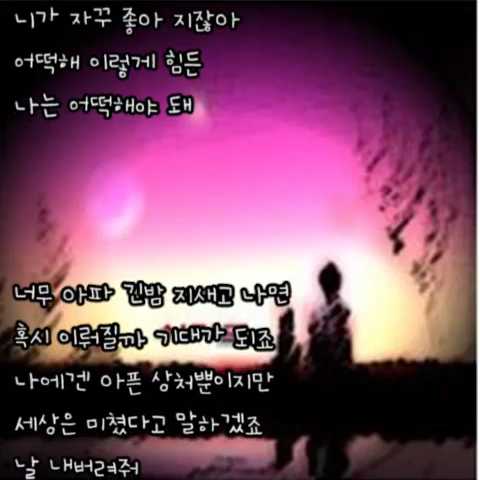 니가 자꾸 좋아 지잖아
어떡해 이렇게 힘든
나는 어떡해야 돼
너무 아파 긴밤 지새고 나면
혹시 이뤄질까 기대가 되죠
나에겐 아픈 상처뿐이지만
세상은 미쳤다고 말하겠죠
날 내버려줘